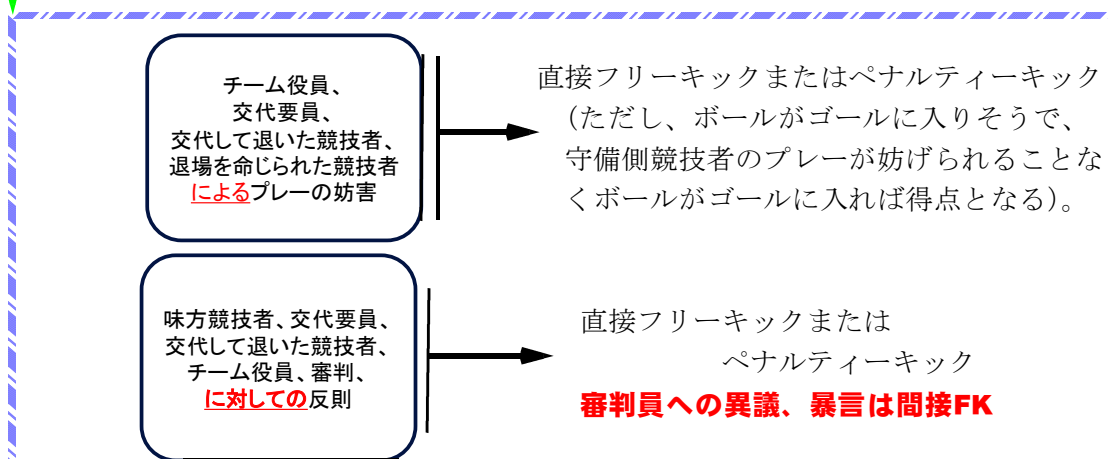 チーム役員、
交代要員、
交代して退いた競技者、
退場を命じられた競技者
によるプレーの妨害
直接フリーキックまたはペナルティーキック
(ただし、ボールがゴールに入りそうで、
守備側競技者のプレーが妨げられることな
くボールがゴールに入れば得点となる)。
味方競技者、交代要員、
交代して退いた競技者、
チーム役員、審判、
に対しての反則
直接フリーキックまたは
ペナルティーキック
審判員への異議、暴言は間接FK